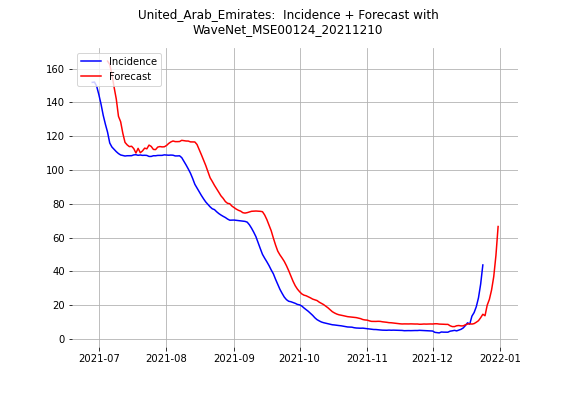 United_Arab_Emirates:  Incidence + Forecast with
WaveNet_MSE00124_20211210
Incidence
Forecast
160
140
120
100
80
60
40
20
0
2021-07 2021-08 2021-09 2021-10 2021-11 2021-12 2022-01